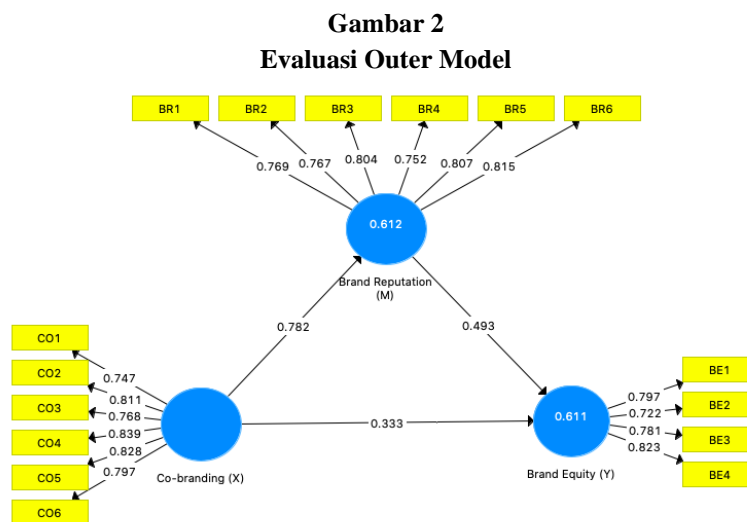 Gambar 2
Evaluasi Outer Model
BR1 BR2 BR3 BR4 BR5 BR6
0.769 0.767 0.804 0.752 0.807 0.815
0.612
Brand Reputation
(M)
0.782 0.493
CO1
CO2
CO3
CO4
CO5
CO6
0.747
0.811
0.768
0.839
0.828
0.797
Co-branding (X)
0.333
0.611
Brand Equity (Y)
0.797
0.722
0.781
0.823
BE1
BE2
BE3
BE4